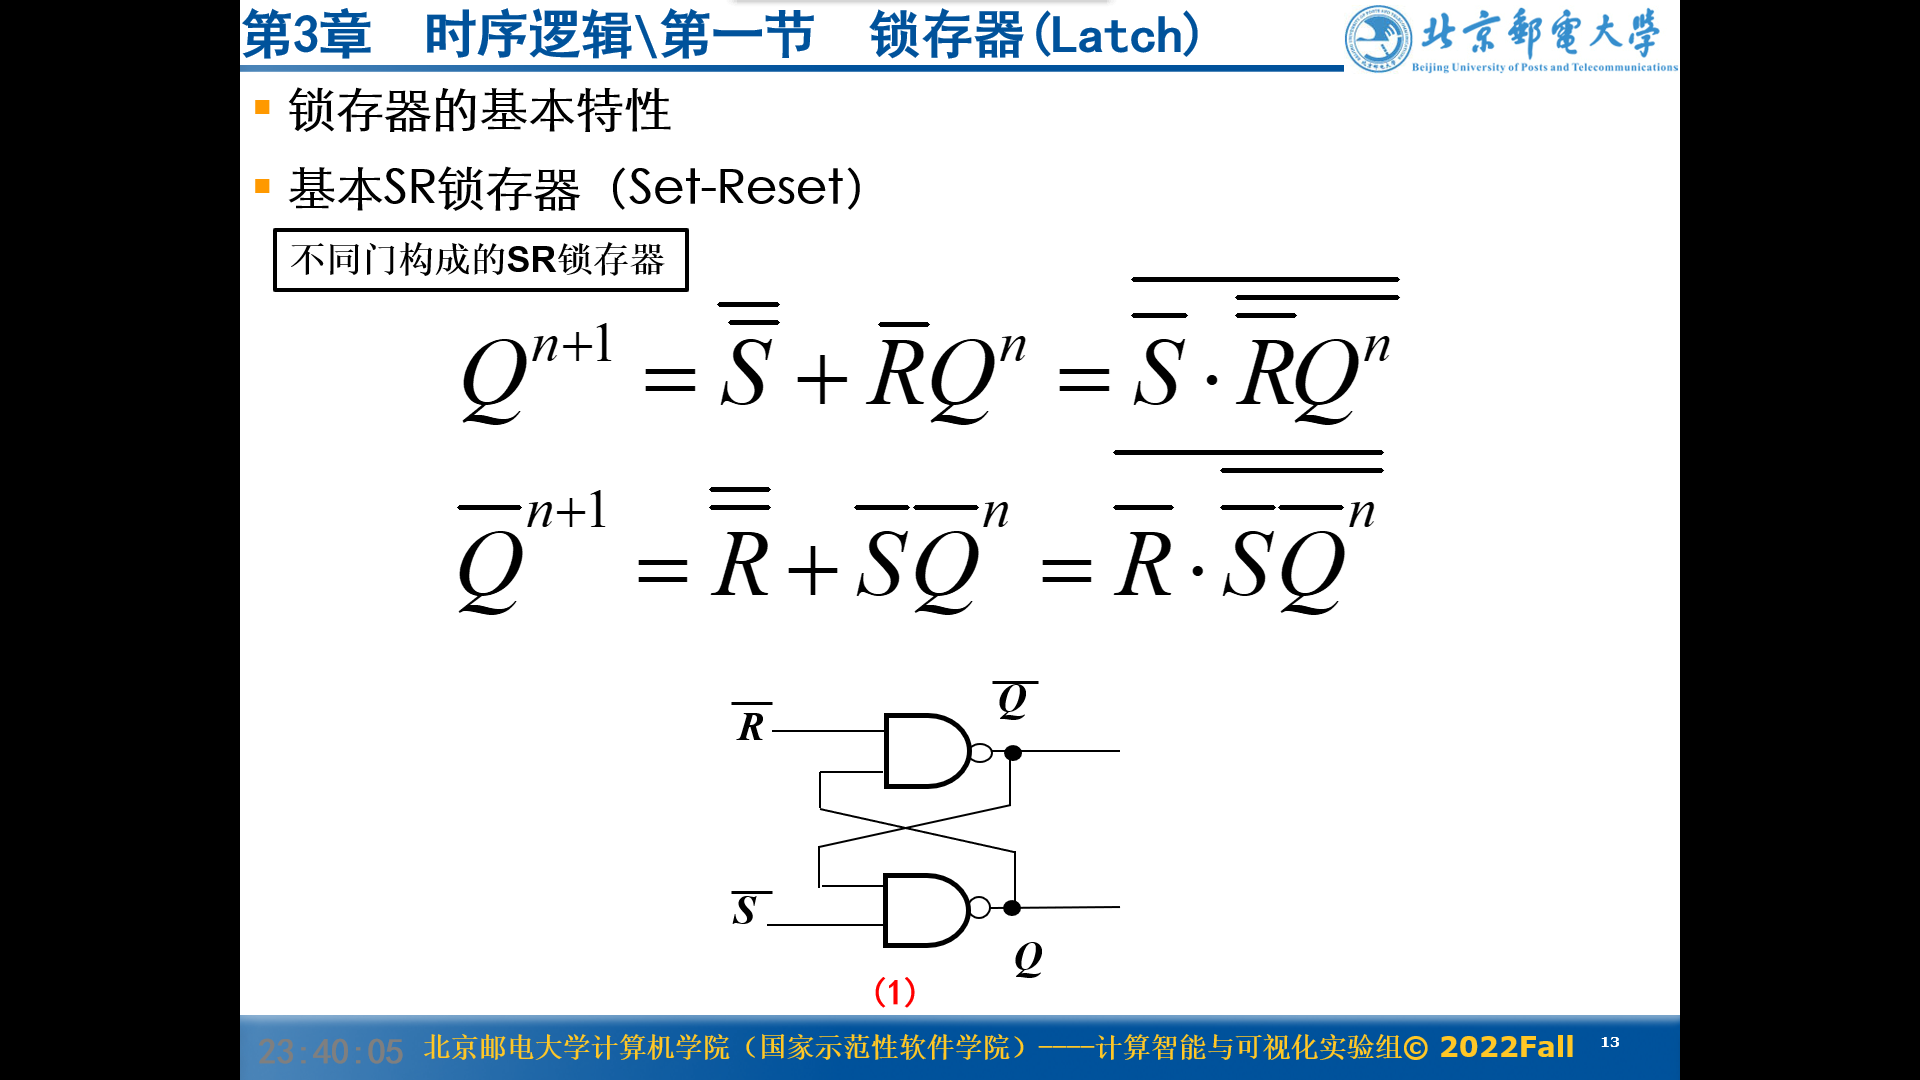 第3章 时序逻辑\第一节 锁存器(Latch)
北京邮电大学
Beijing University of Posts and Telecommunications
锁存器的基本特性
基本SR锁存器（Set-Reset）
不同门构成的SR锁存器
$Q^{n+1} = \overline{\overline{S}} + \overline{R}Q^{n} = \overline{\overline{S} \cdot \overline{\overline{R}Q^{n}}}$
$\overline{Q}^{n+1} = \overline{\overline{R}} + \overline{S}\overline{Q}^{n} = \overline{\overline{R} \cdot \overline{\overline{S}\overline{Q}^{n}}}$
$\overline{Q}$
$\overline{R}$
$\overline{S}$
Q
(1)
23:40:05 北京邮电大学计算机学院（国家示范性软件学院）——计算智能与可视化实验组© 2022Fall 13